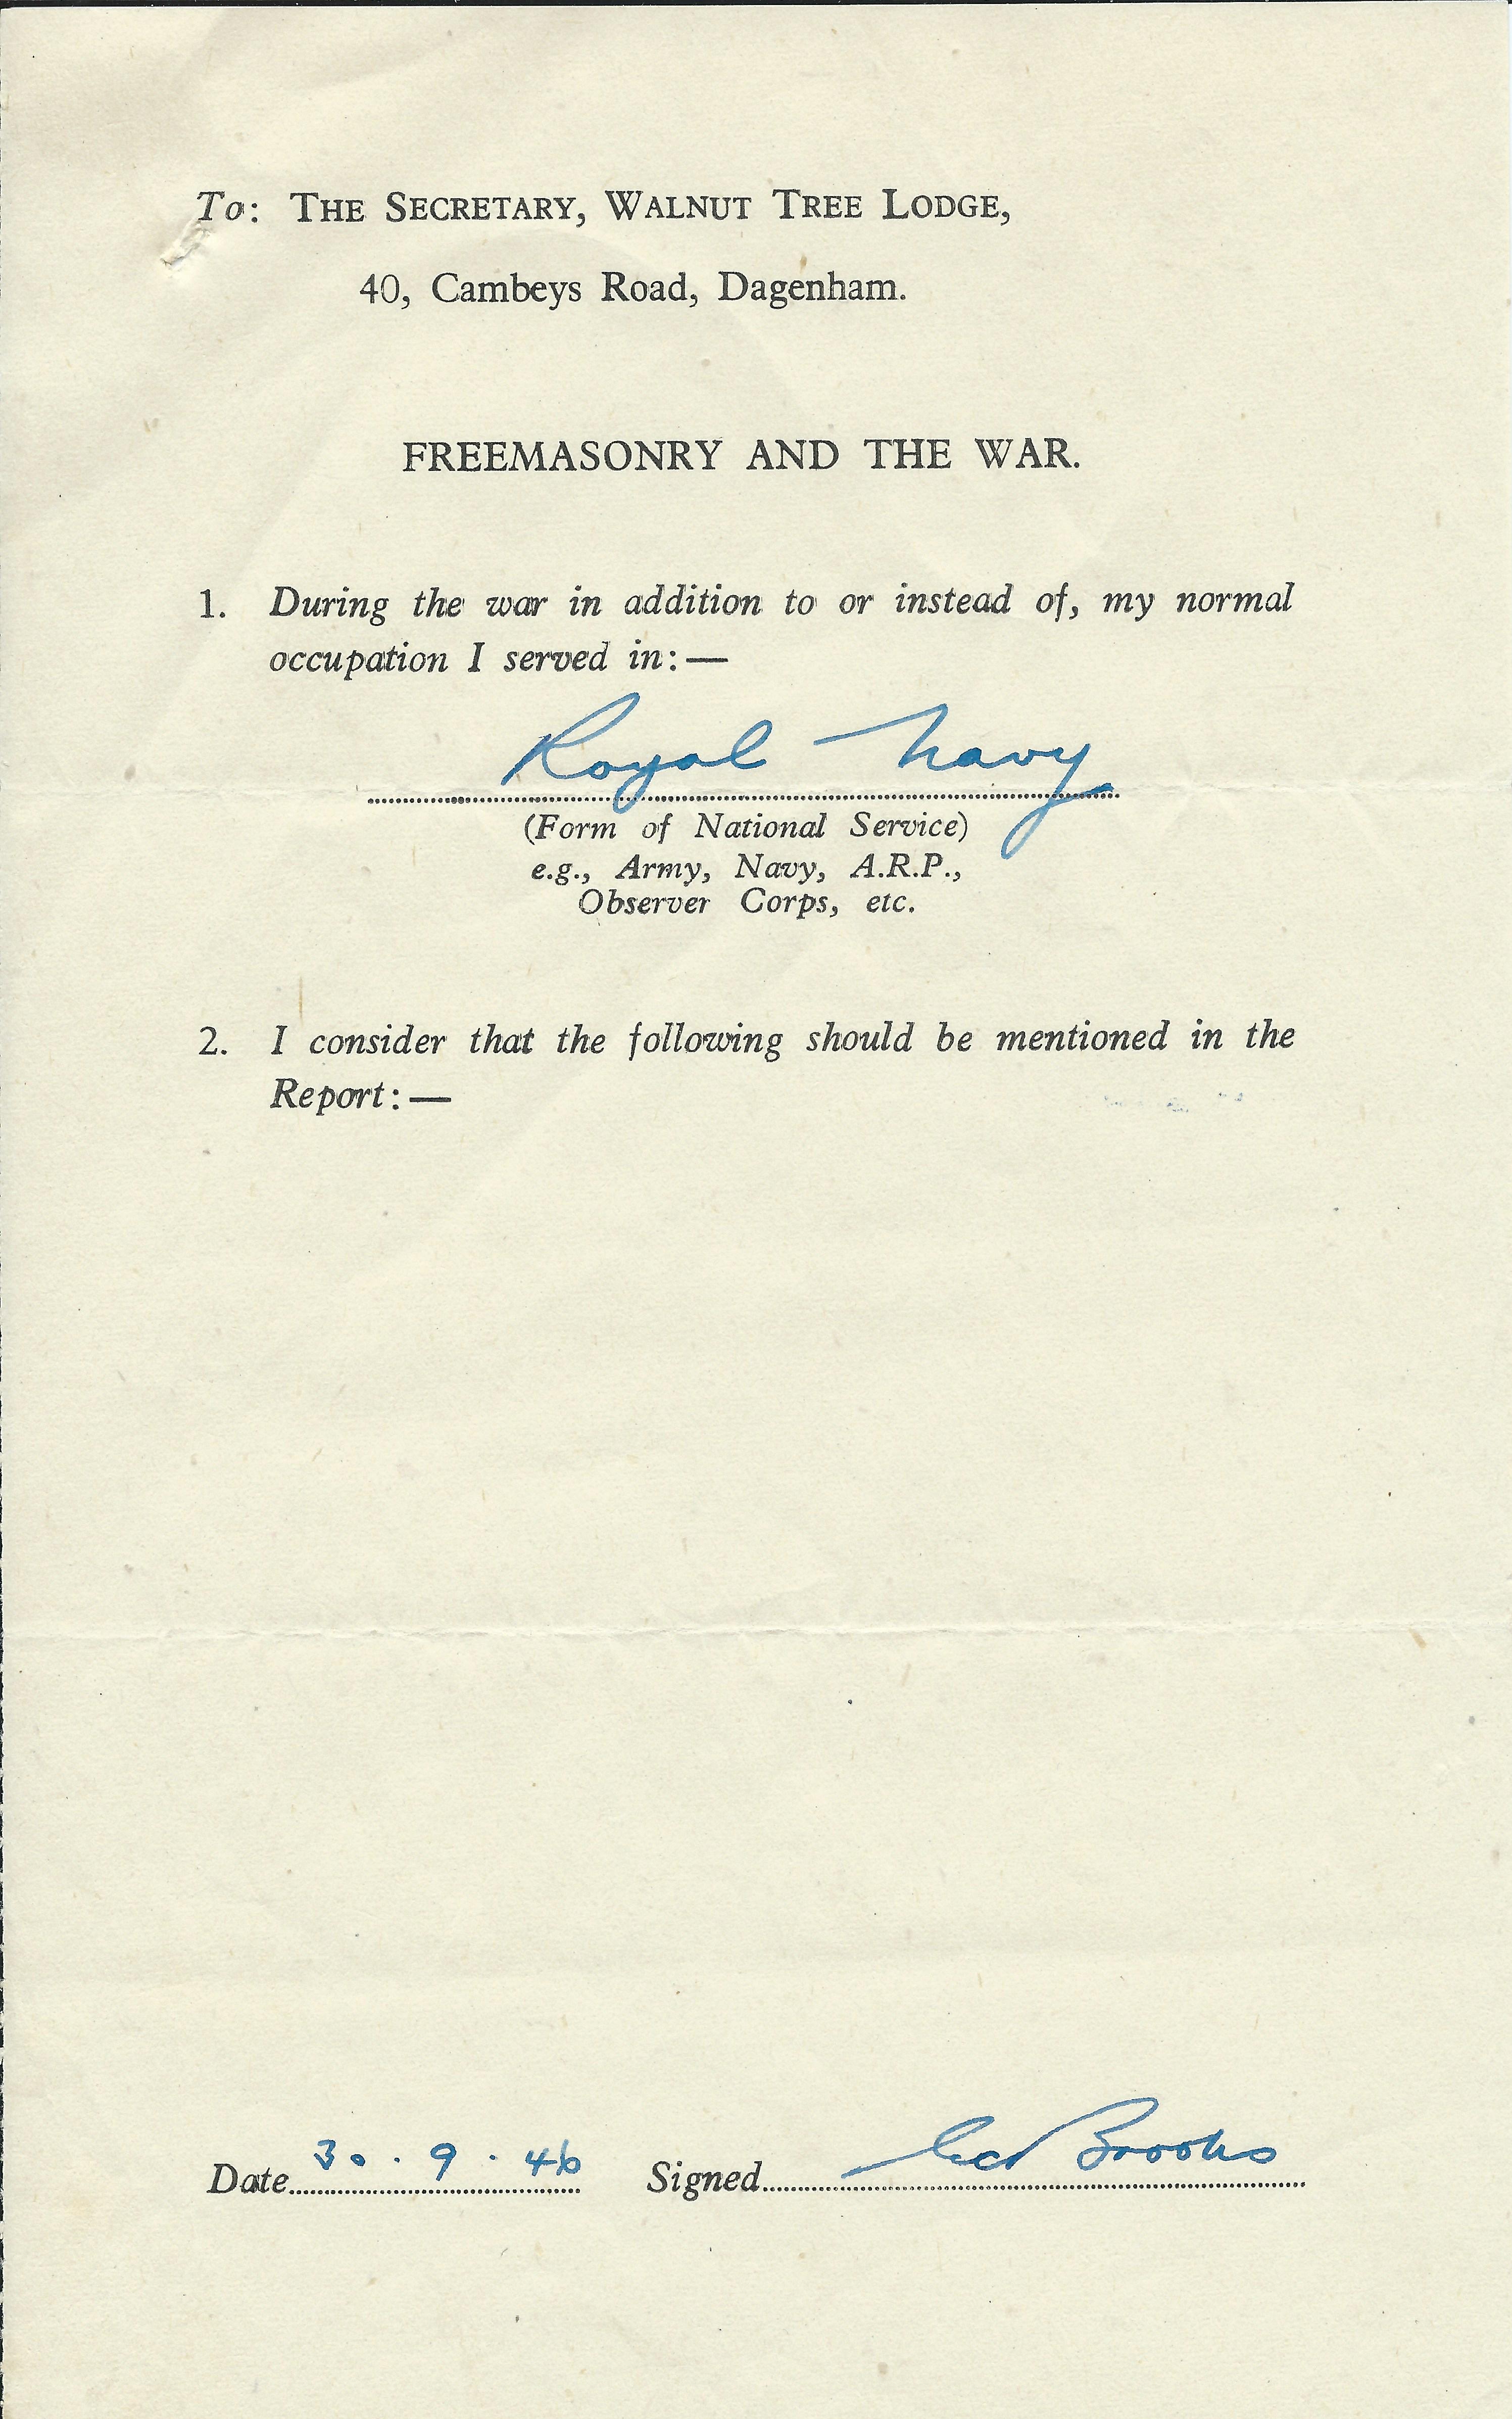 To: THE SECRETARY, WALNUT TREE LODGE,
40, Cambeys Road, Dagenham.
FREEMASONRY AND THE WAR.
1. During the war in addition to or instead of, my normal
occupation I served in:—
Royal Navy
(Form of National Service)
e.g., Army, Navy, A.R.P.,
Observer Corps, etc.
2. I consider that the following should be mentioned in the
Report:—
Date 30.9.46 Signed Brooks